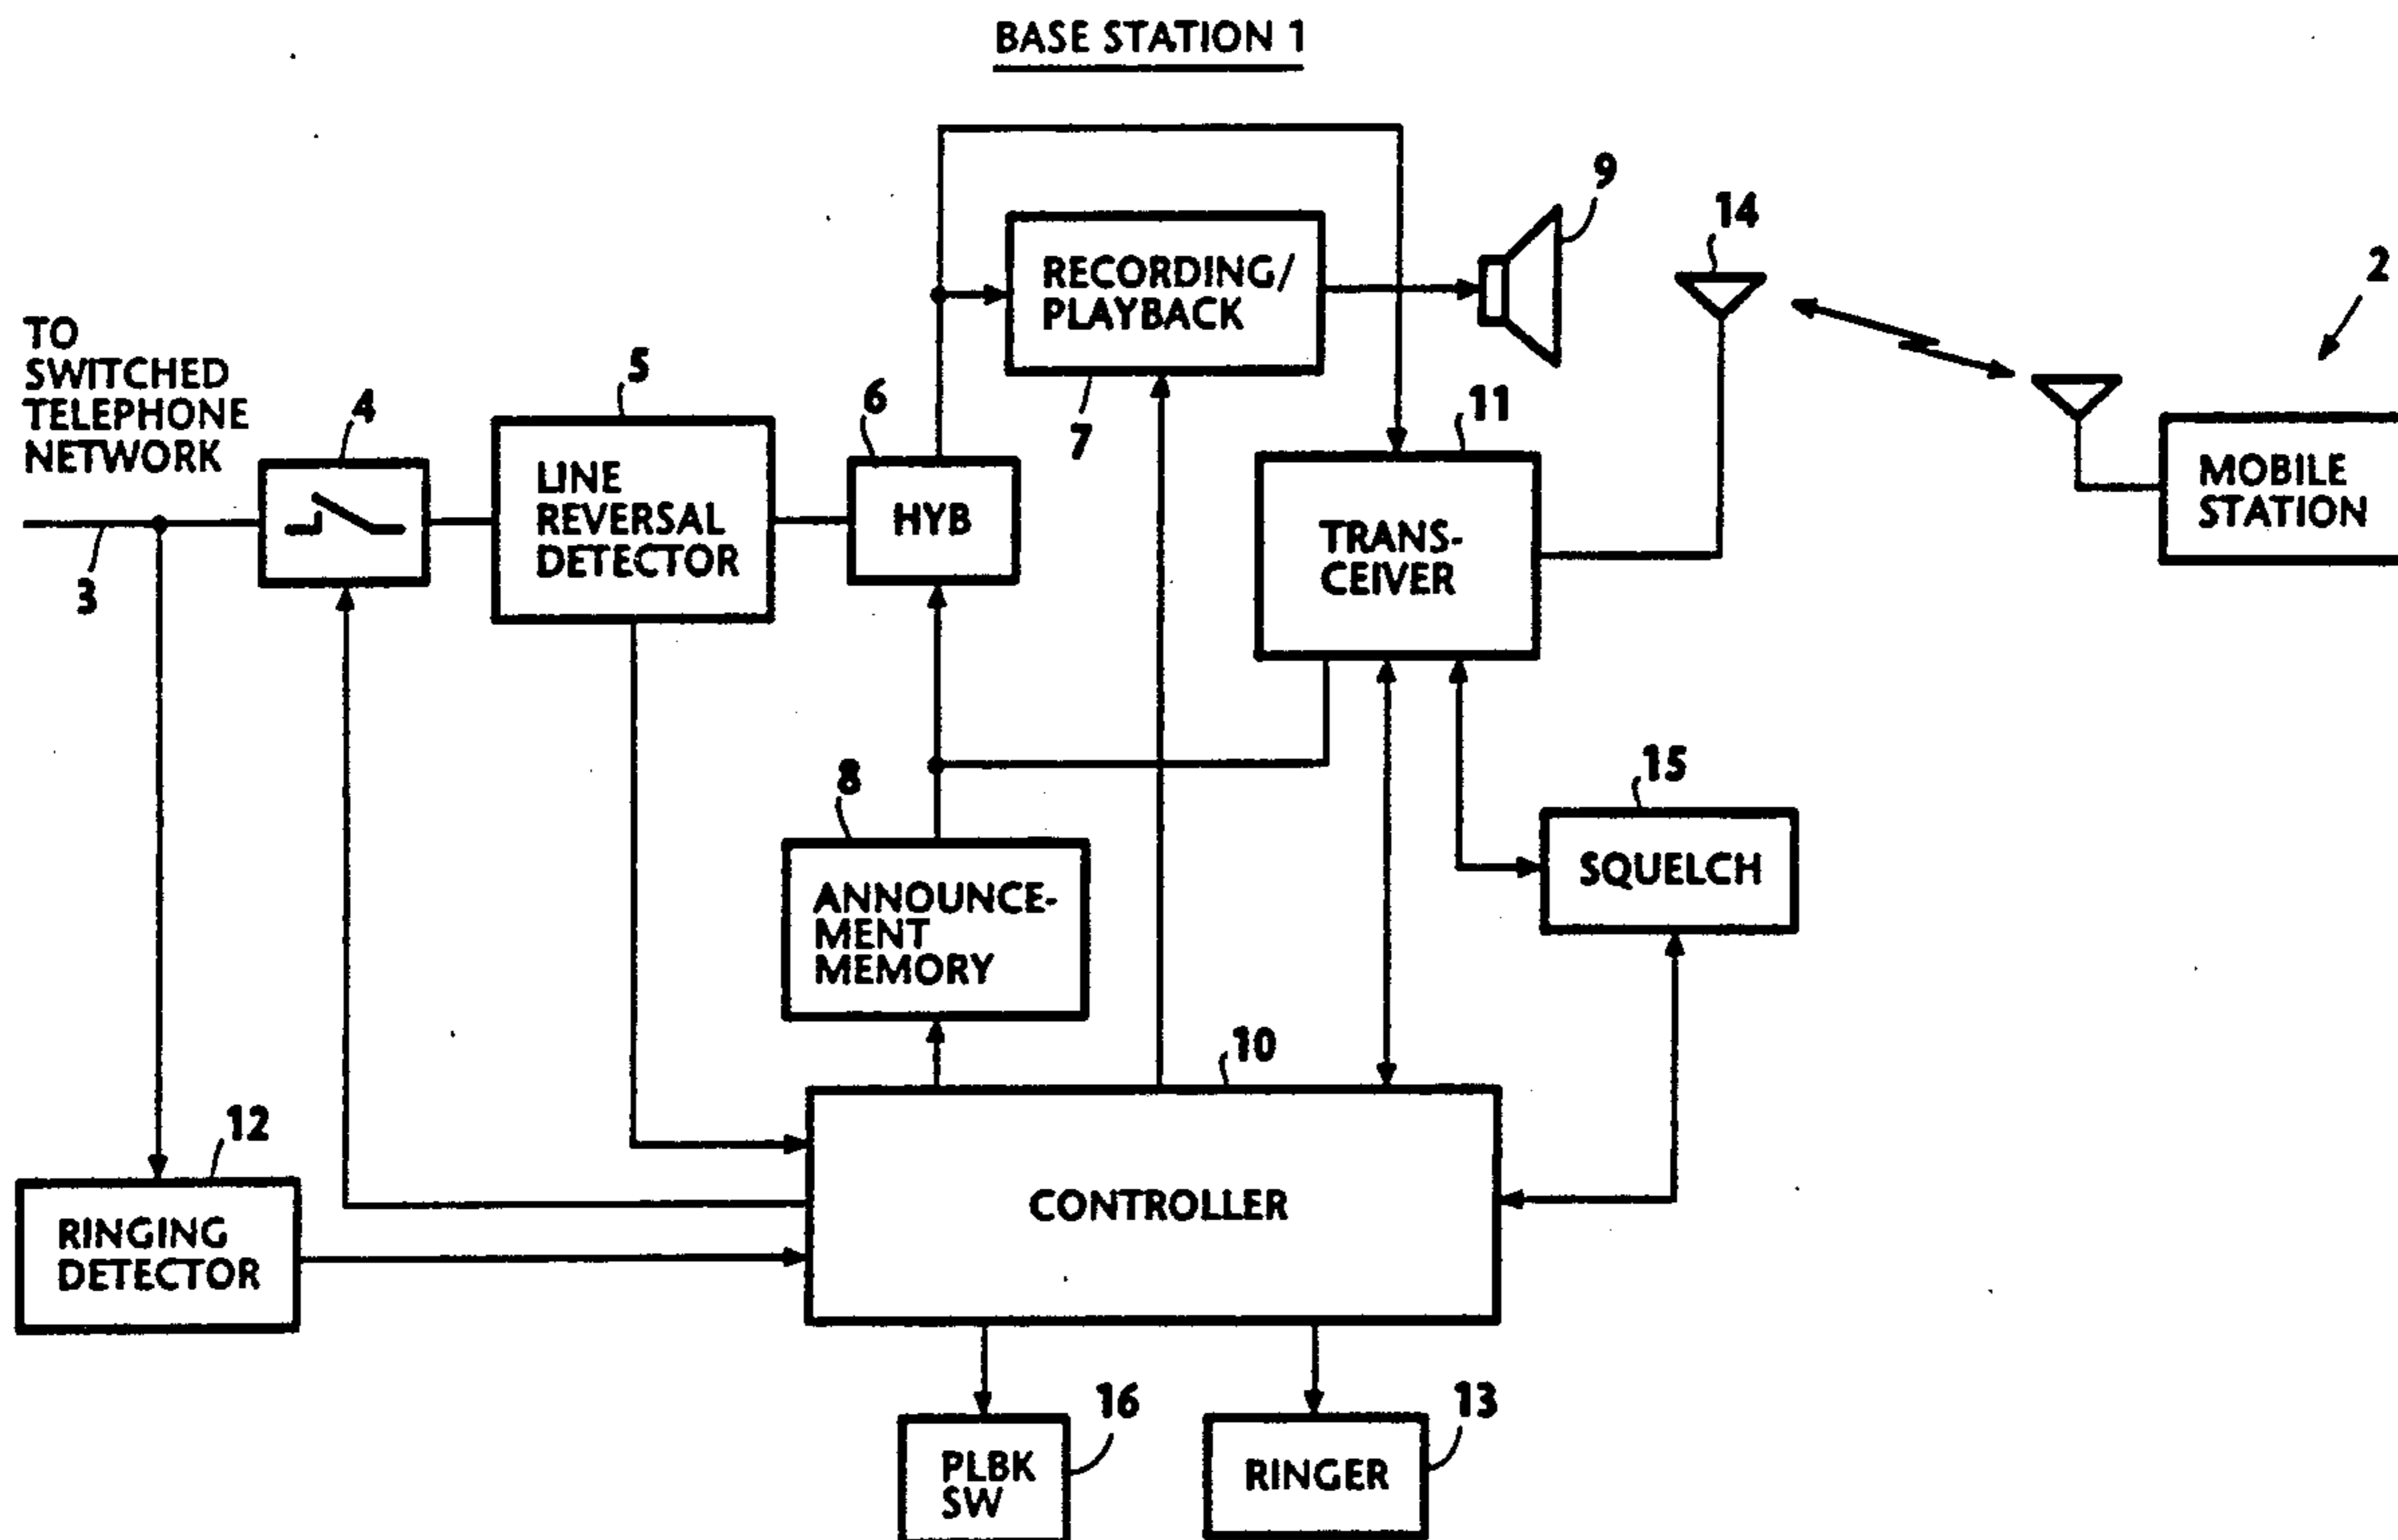 BASE STATION 1
9
14
2
RECORDING/
PLAYBACK
TO
SWITCHED
TELEPHONE
NETWORK
4
5
6
7
11
LINE
REVERSAL
DETECTOR
HYB
TRANS-
CEIVER
MOBILE
STATION
3
8
15
ANNOUNCE-
MENT
MEMORY
SQUELCH
10
12
CONTROLLER
RINGING
DETECTOR
16
13
PLBK
SW
RINGER